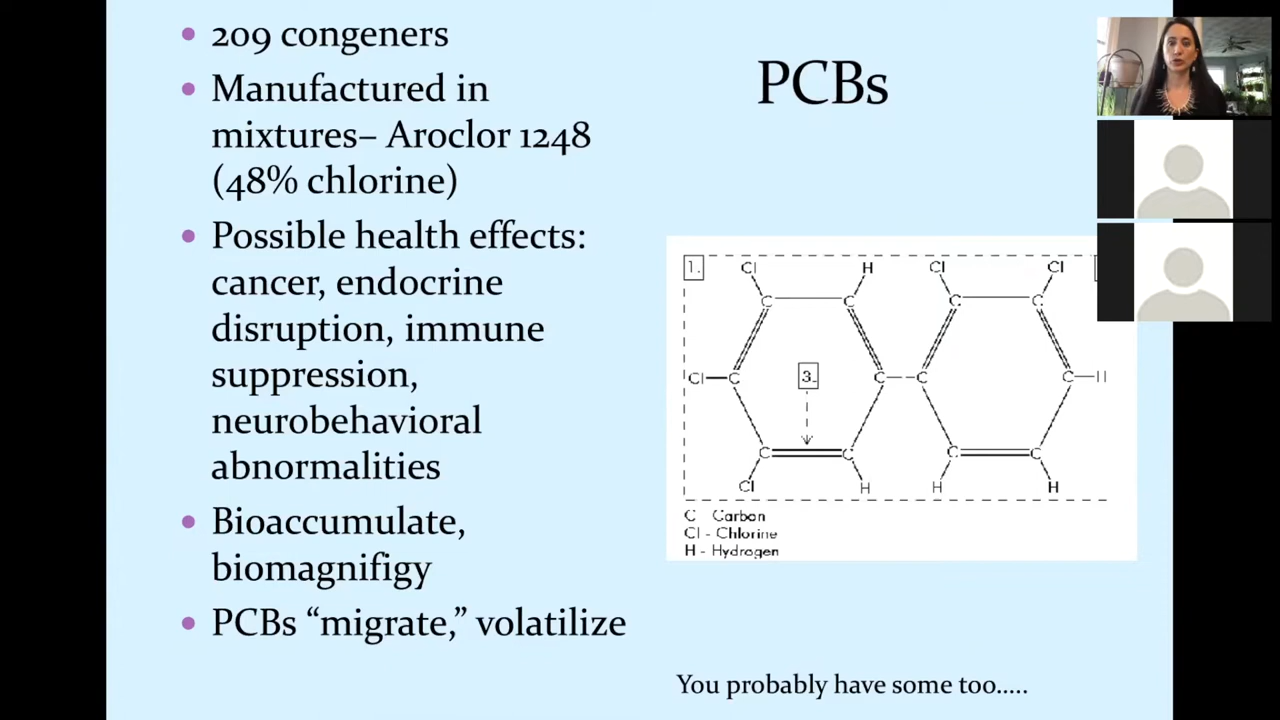 PCBs
209 congeners
Manufactured in
mixtures– Aroclor 1248
(48% chlorine)
Possible health effects:
cancer, endocrine
disruption, immune
suppression,
neurobehavioral
abnormalities
Bioaccumulate,
biomagnifigy
PCBs “migrate,” volatilize
1.
Cl H Cl Cl
C C C C
3.
Cl C C C C H
C C C C
Cl H H H
C Carbon
Cl - Chlorine
H - Hydrogen
You probably have some too.....